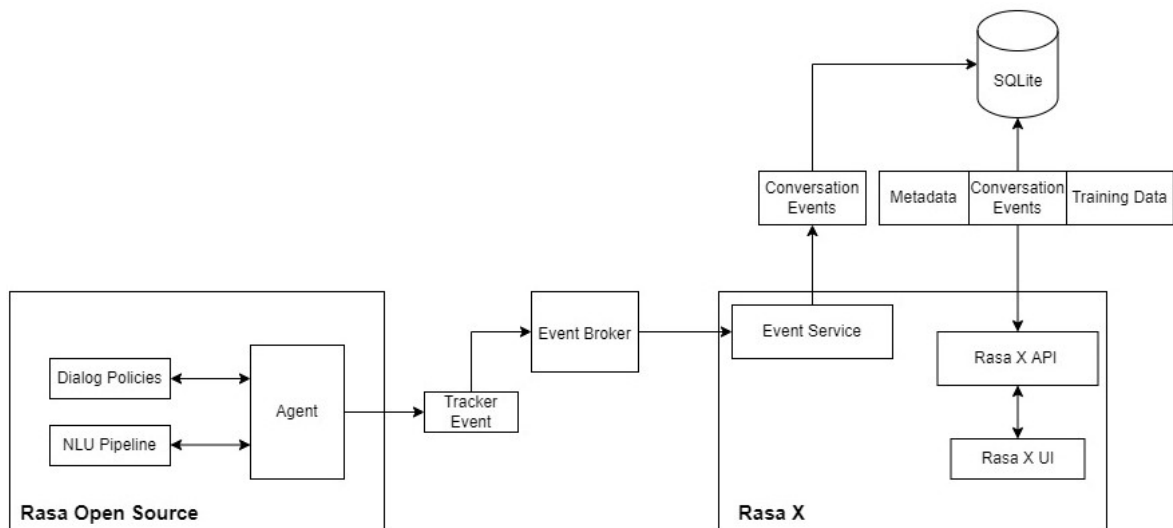 SQLite
Conversation
Events
Metadata
Conversation
Events
Training Data
Event Broker
Event Service
Dialog Policies
Agent
Tracker
Event
NLU Pipeline
Rasa X API
Rasa X UI
Rasa Open Source
Rasa X